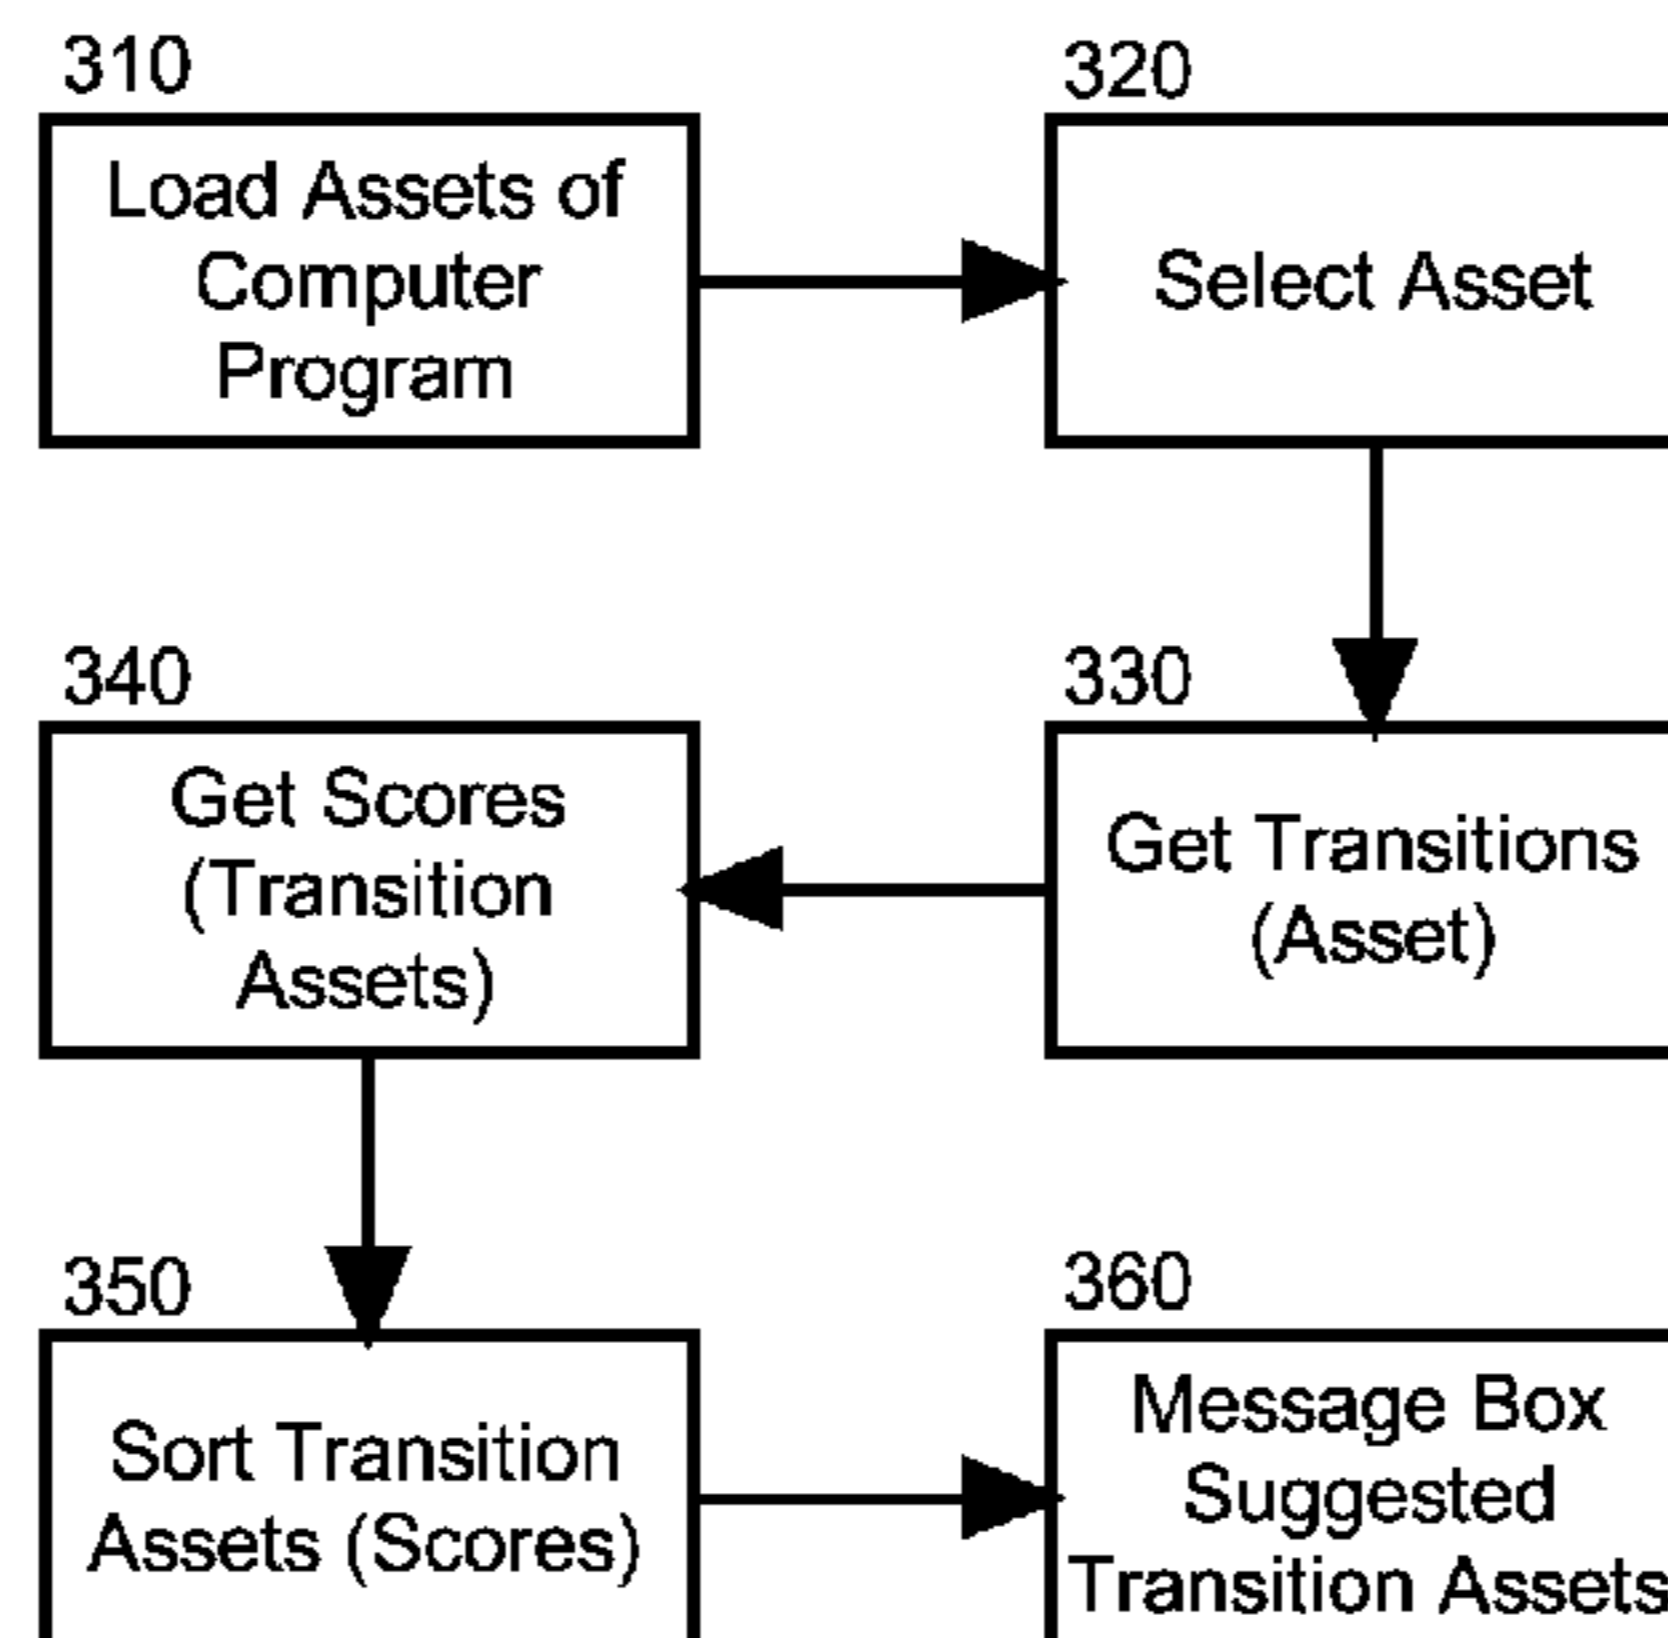 310
Load Assets of
Computer
Program
320
Select Asset
340
Get Scores
(Transition
Assets)
330
Get Transitions
(Asset)
350
Sort Transition
Assets (Scores)
360
Message Box
Suggested
Transition Assets